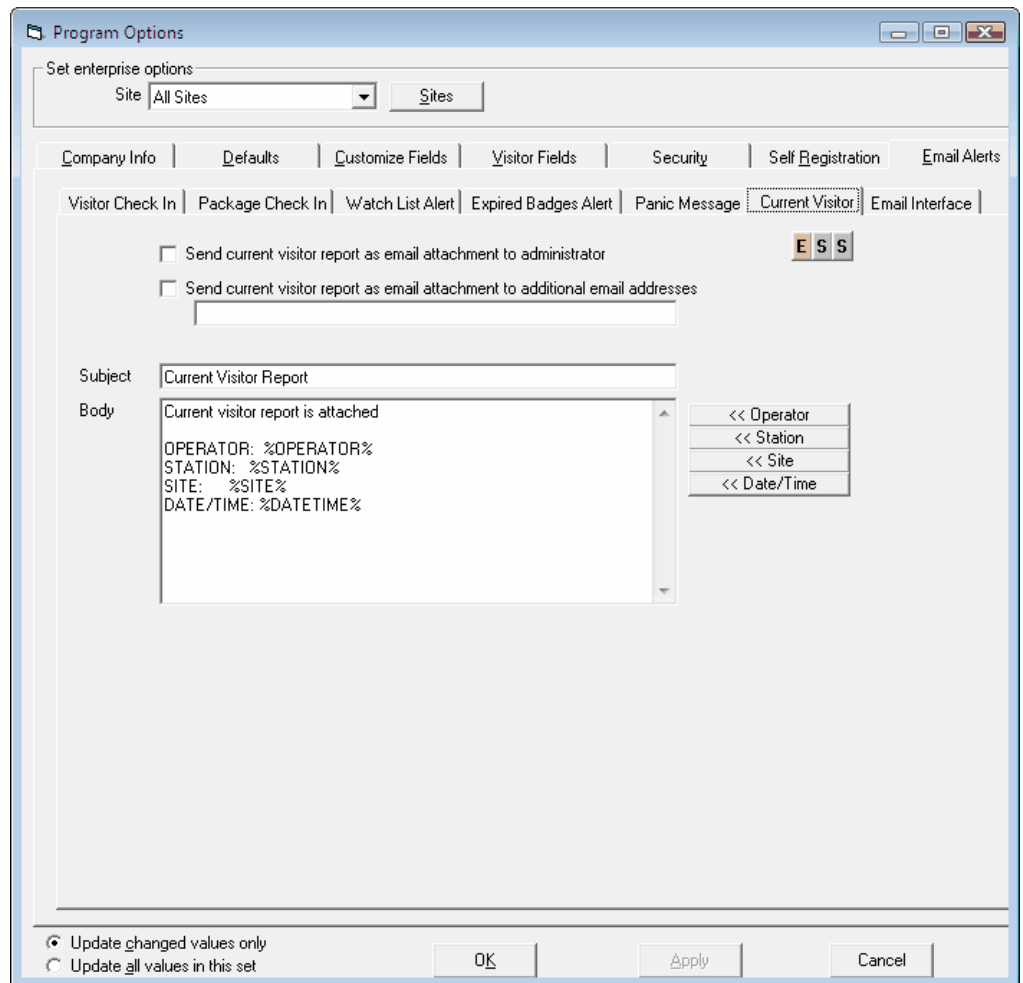 Program Options
Set enterprise options
Site All Sites Sites
Company Info Defaults Customize Fields Visitor Fields Security Self Registration Email Alerts
Visitor Check In Package Check In Watch List Alert Expired Badges Alert Panic Message Current Visitor Email Interface
Send current visitor report as email attachment to administrator E S S
Send current visitor report as email attachment to additional email addresses
Subject Current Visitor Report
Body Current visitor report is attached << Operator
<< Station
OPERATOR: %OPERATOR%
STATION: %STATION% << Site
SITE: %SITE% << Date/Time
DATE/TIME: %DATETIME%
Update changed values only
Update all values in this set
OK Apply Cancel